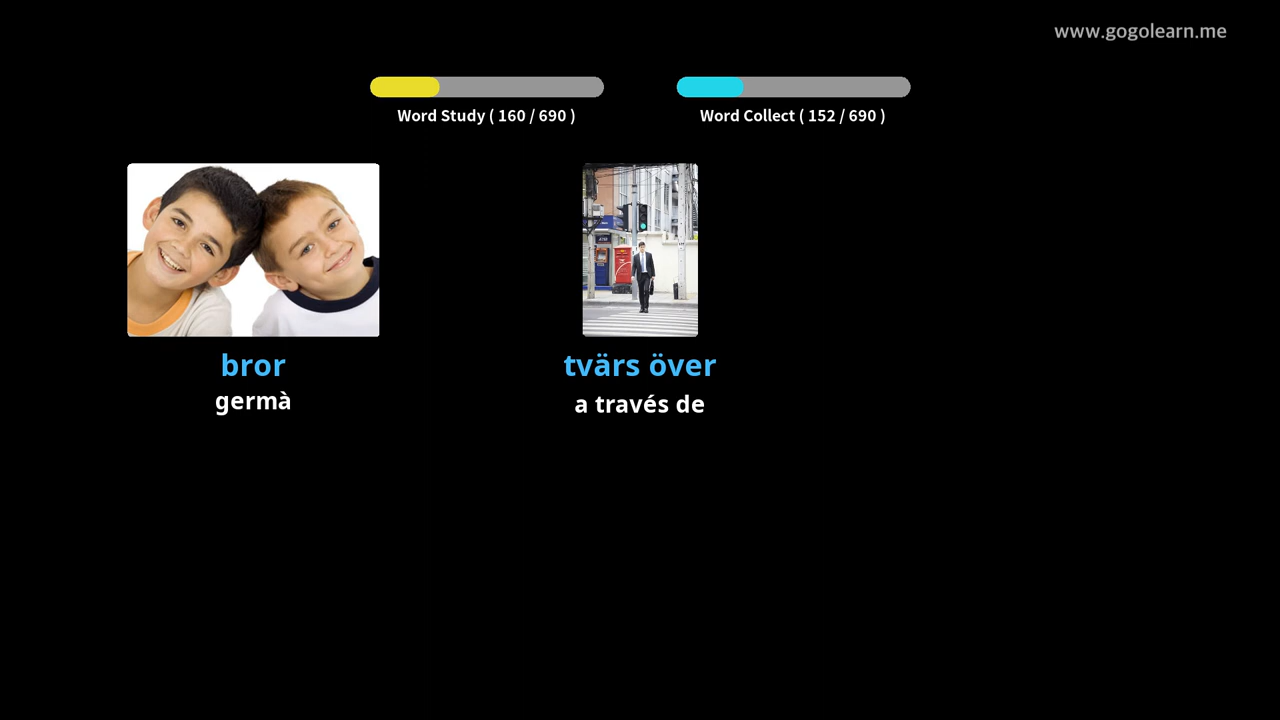 www.gogolearn.me
Word Study ( 160 / 690 )
Word Collect ( 152 / 690 )
bror
germà
tvärs över
a través de